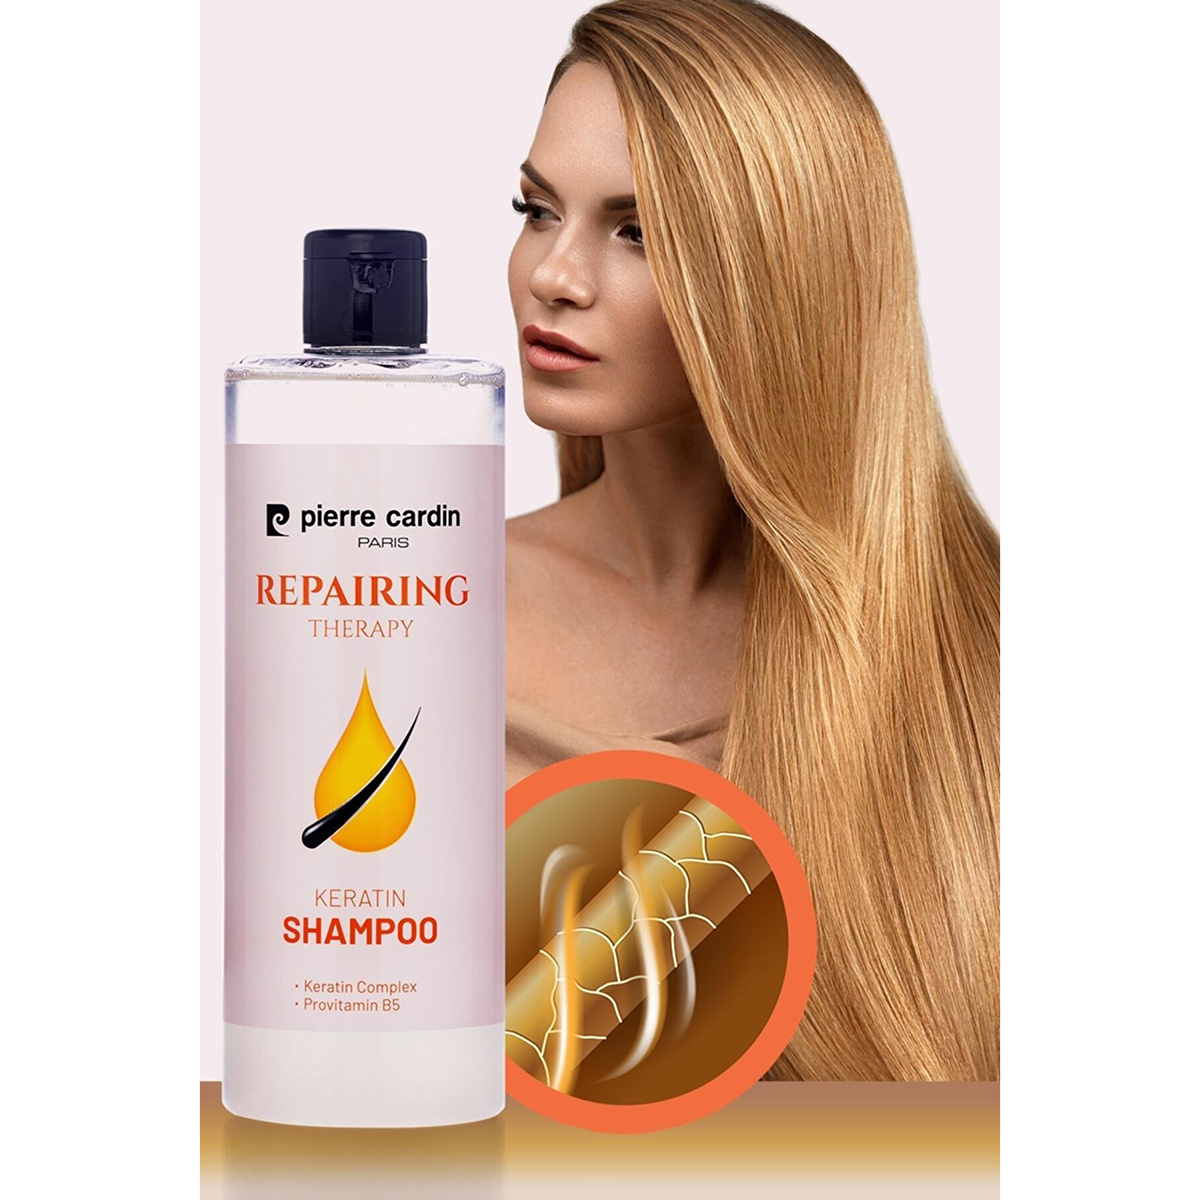 pierre cardin
PARIS
REPAIRING
THERAPY
KERATIN
SHAMPOO
• Keratin Complex
• Provitamin B5